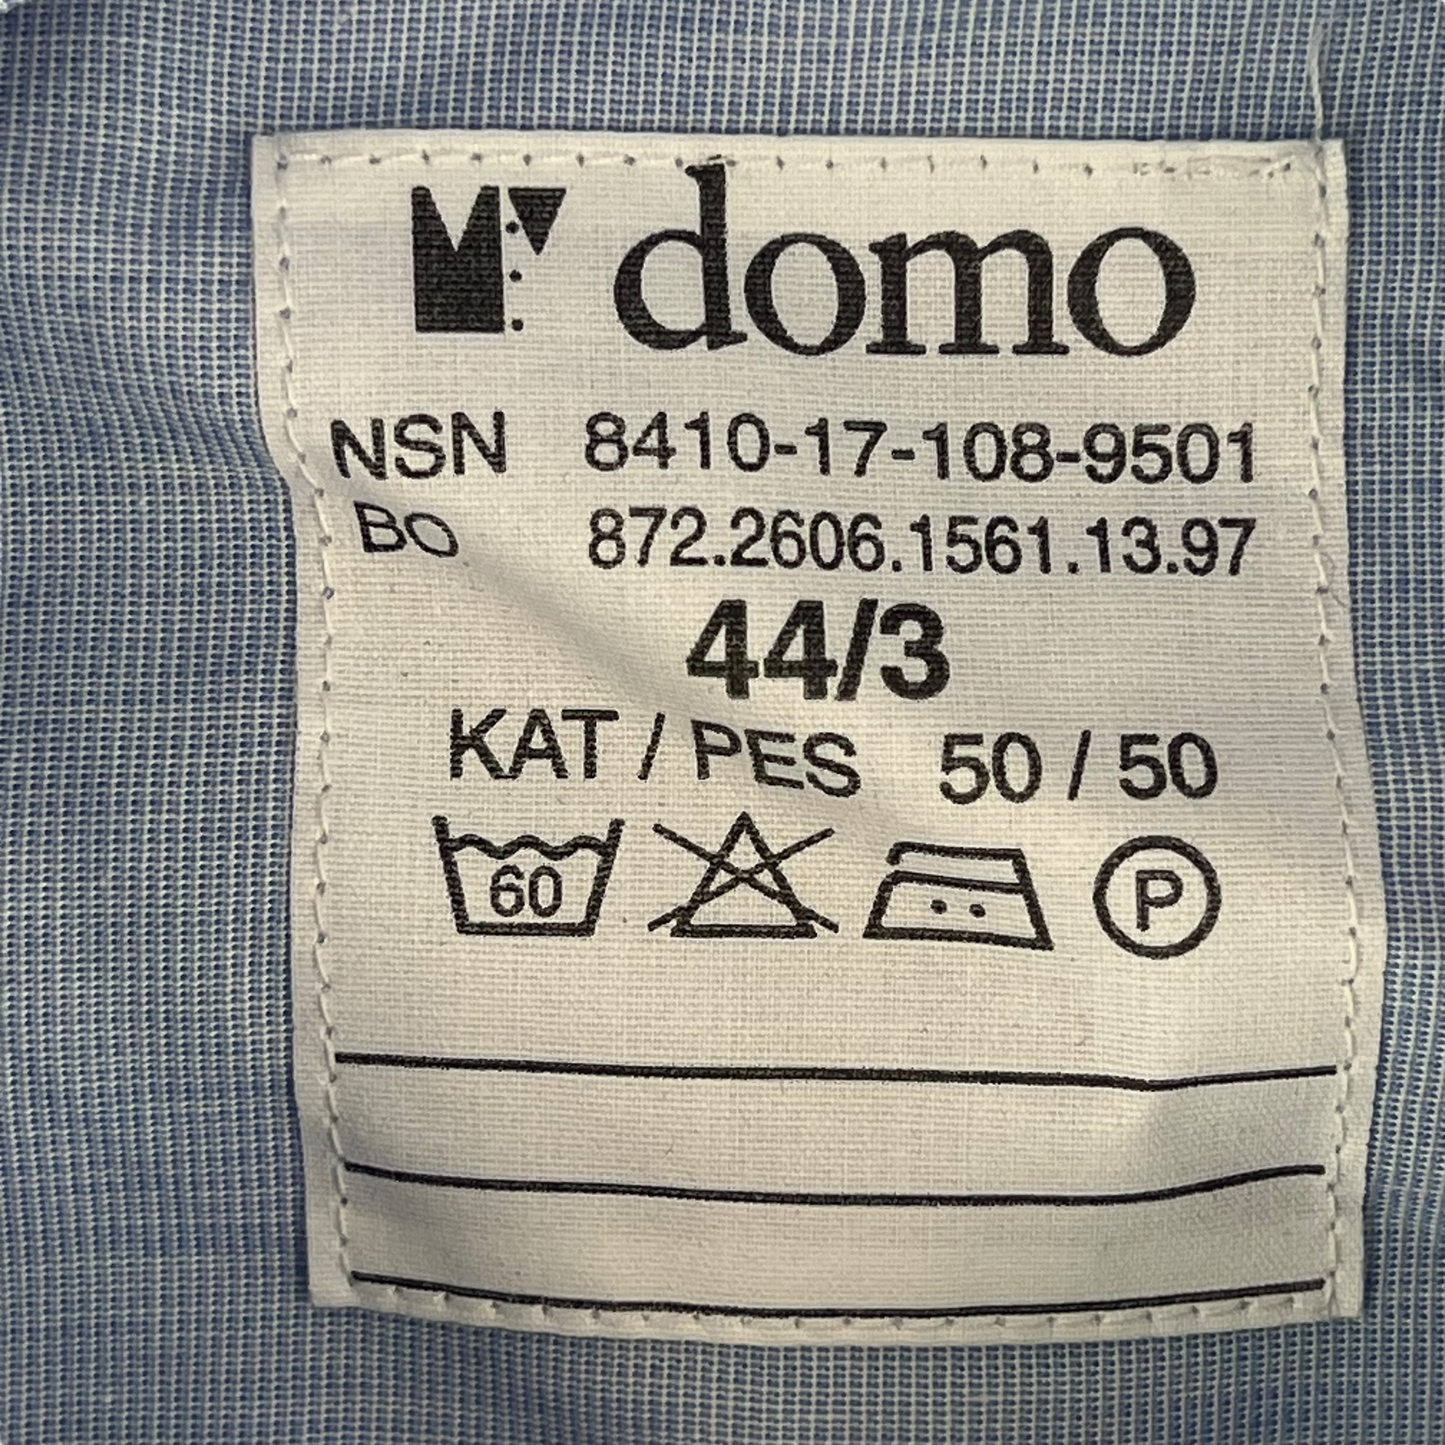 domo
NSN 8410-17-108-9501
BO 872.2606.1561.13.97
44/3
KAT / PES 50 / 50
60 P